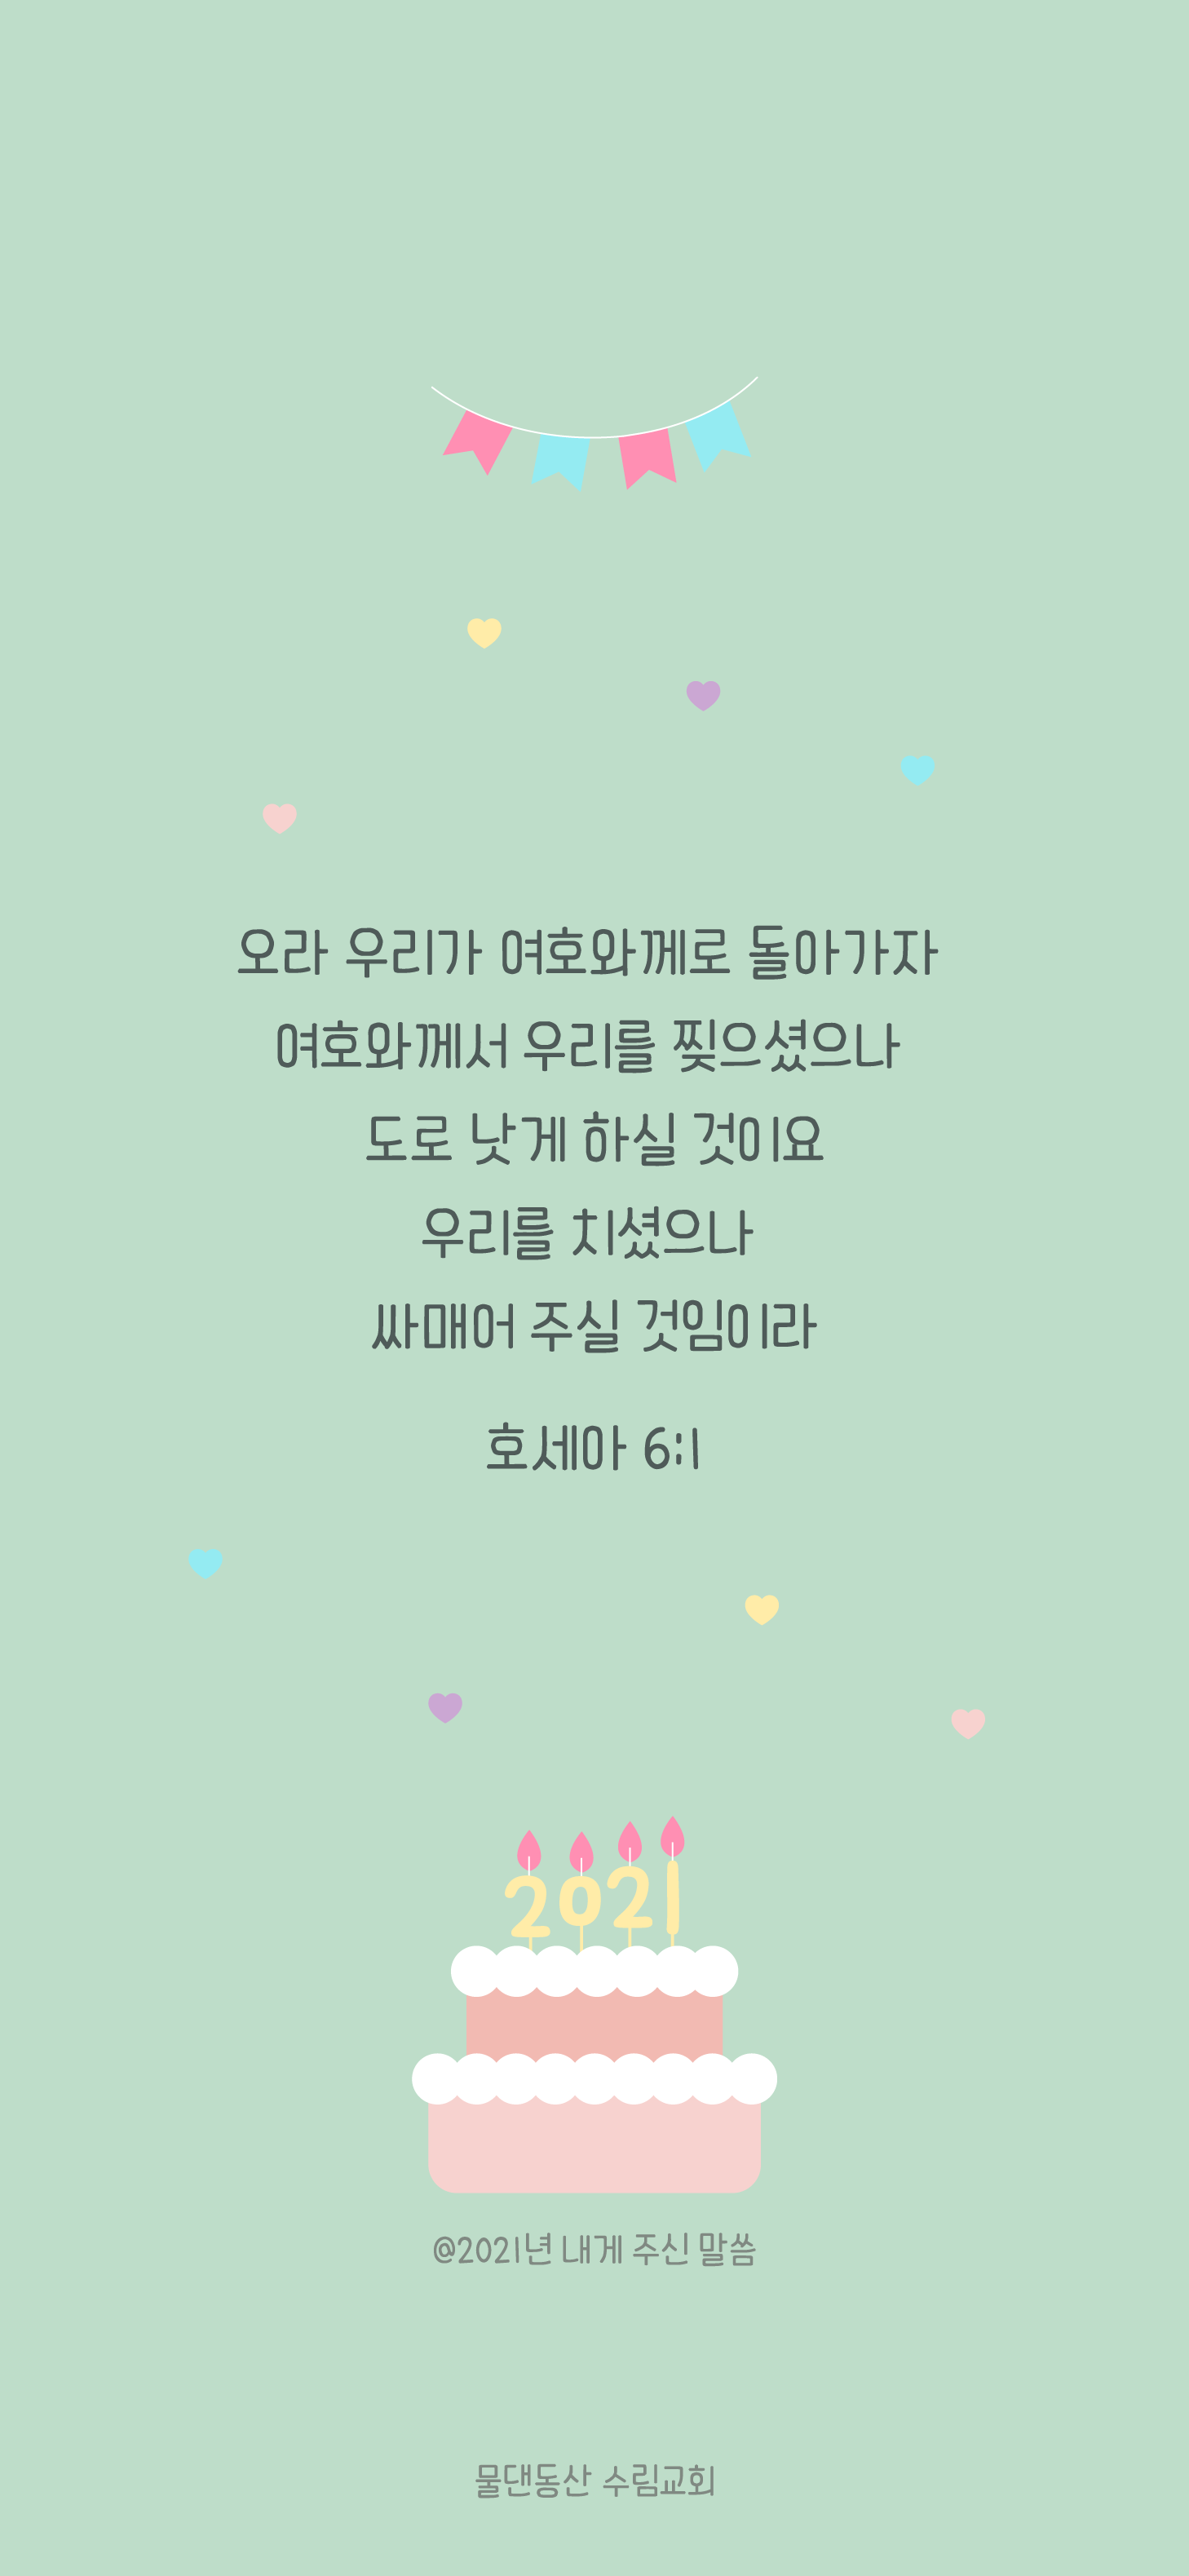 오라 우리가 여호와께로 돌아가자
여호와께서 우리를 찢으셨으나
도로 낫게 하실 것이요
우리를 치셨으나
싸매어 주실 것임이라
호세아 6:1
2021
@2021년 내게 주신 말씀
물댄동산 수림교회